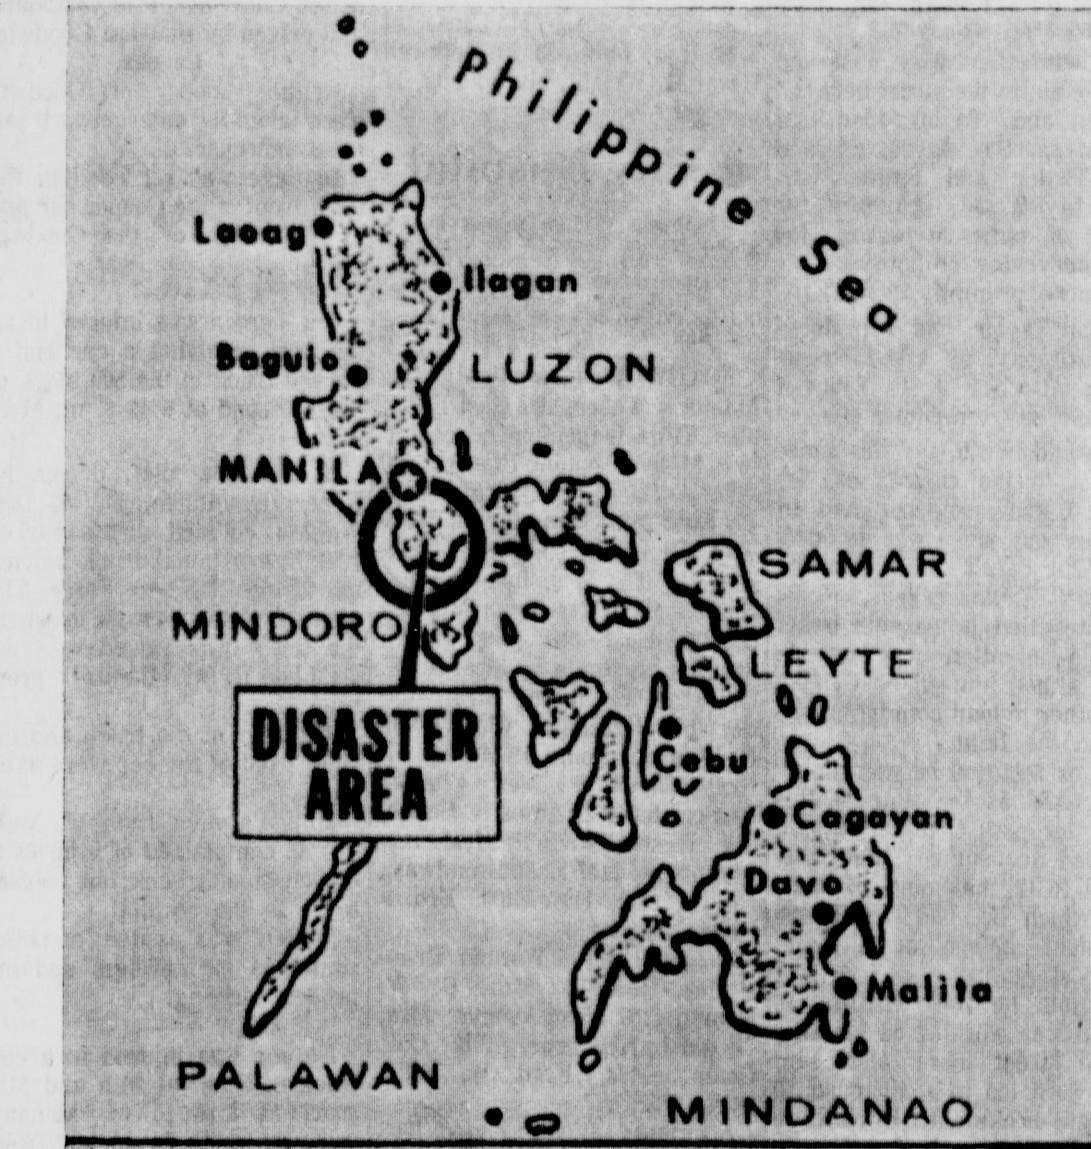 Philippine Sea
Laoag
Ilagan
Baguio
LUZON
MANILA
SAMAR
MINDORO
LEYTE
DISASTER
AREA
Cebu
Cagayan
Davo
Malita
PALAWAN
MINDANAO